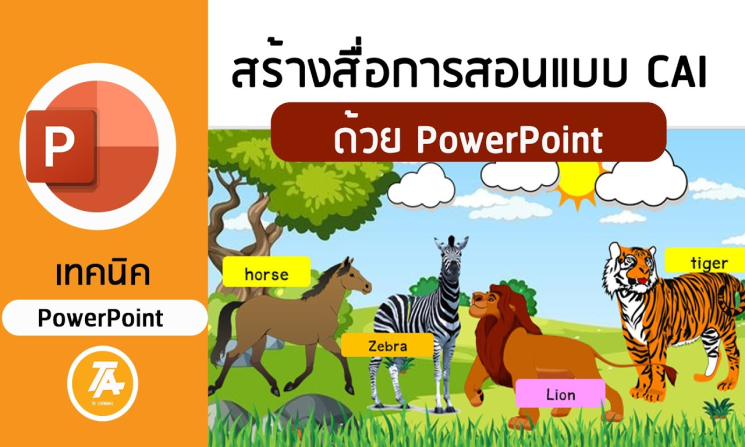 สร้างสื่อการสอนแบบ CAI
ด้วย PowerPoint
P
เทคนิค
PowerPoint
TA
horse
Zebra
Lion
tiger